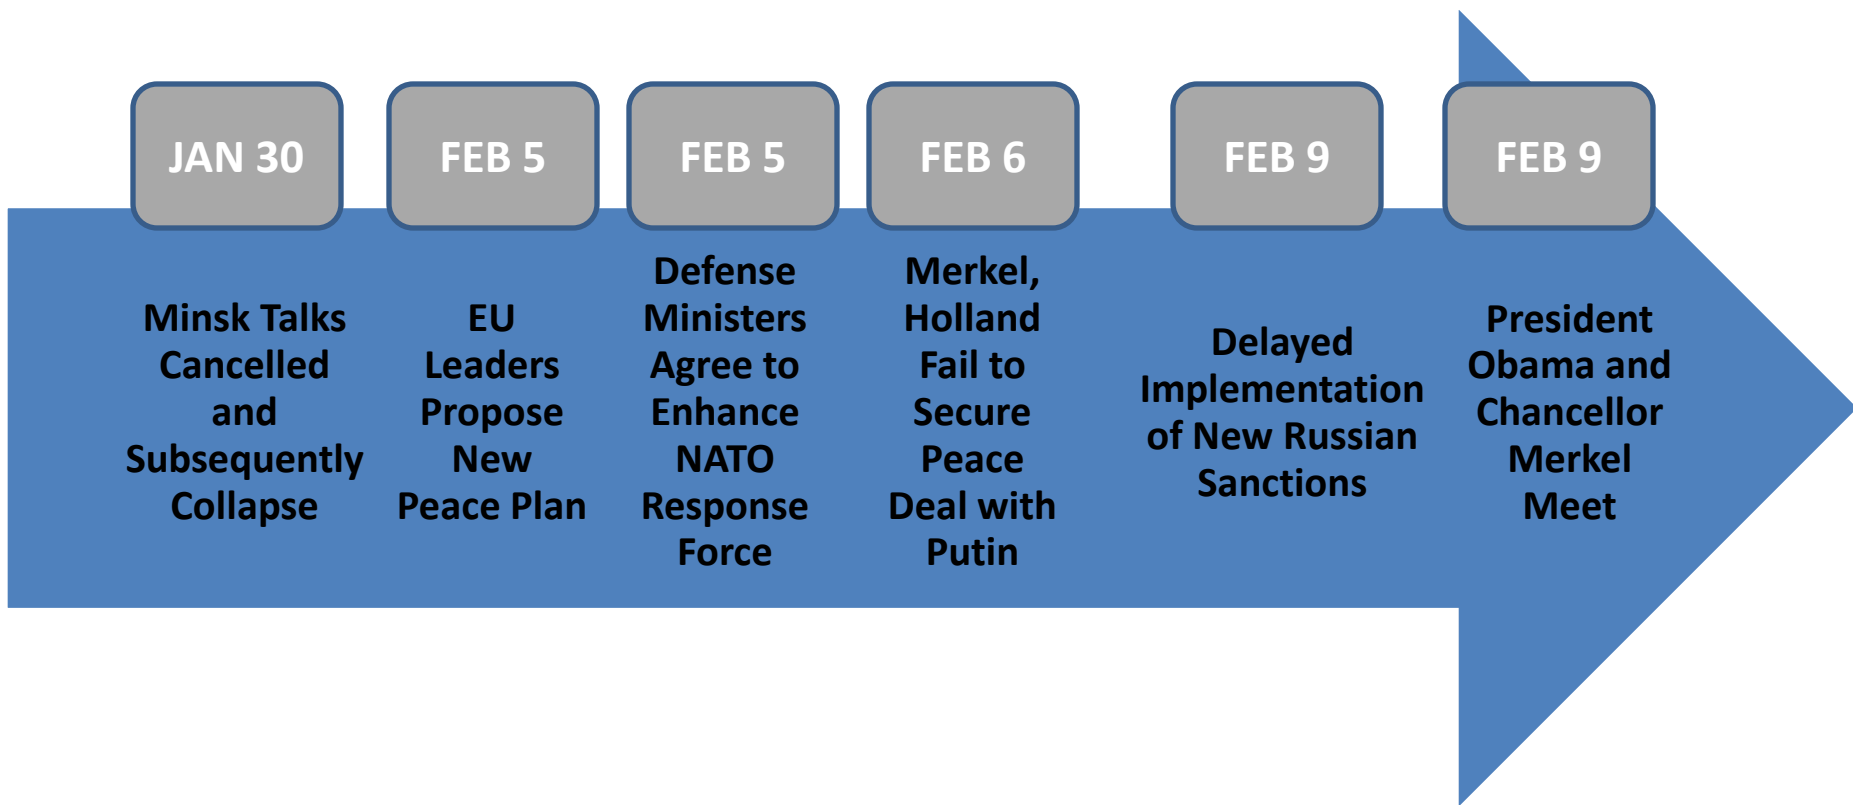 JAN 30
Minsk Talks
Cancelled
and
Subsequently
Collapse
FEB 5
EU
Leaders
Propose
New
Peace Plan
FEB 5
Defense
Ministers
Agree to
Enhance
NATO
Response
Force
FEB 6
Merkel,
Holland
Fail to
Secure
Peace
Deal with
Putin
FEB 9
Delayed
Implementation
of New Russian
Sanctions
FEB 9
President
Obama and
Chancellor
Merkel
Meet